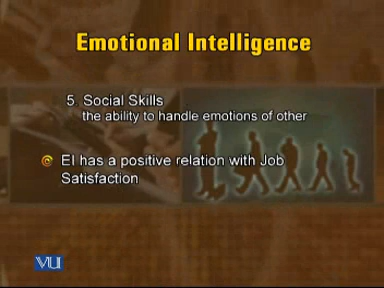 Emotional Intelligence
5. Social Skills
the ability to handle emotions of other
EI has a positive relation with Job
Satisfaction
VU